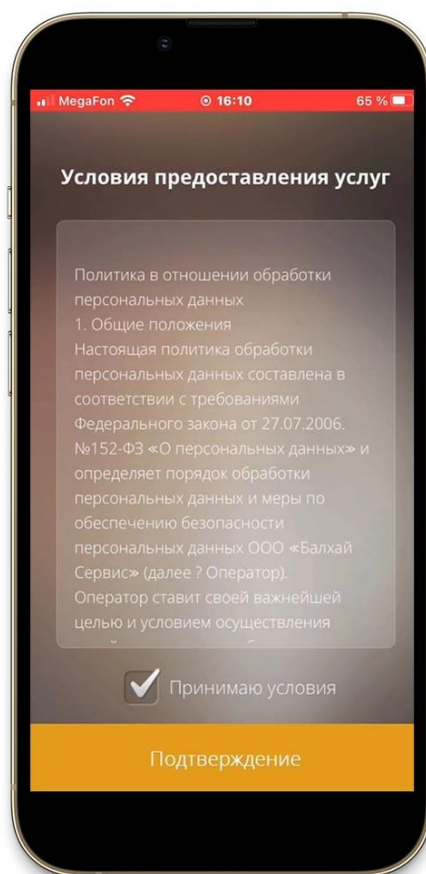 MegaFon 16:10 65 %
Условия предоставления услуг
Политика в отношении обработки
персональных данных
1. Общие положения
Настоящая политика обработки
персональных данных составлена в
соответствии с требованиями
Федерального закона от 27.07.2006.
№152-ФЗ «О персональных данных» и
определяет порядок обработки
персональных данных и меры по
обеспечению безопасности
персональных данных ООО «Балхай
Сервис» (далее ? Оператор).
Оператор ставит своей важнейшей
целью и условием осуществления
Принимаю условия
Подтверждение